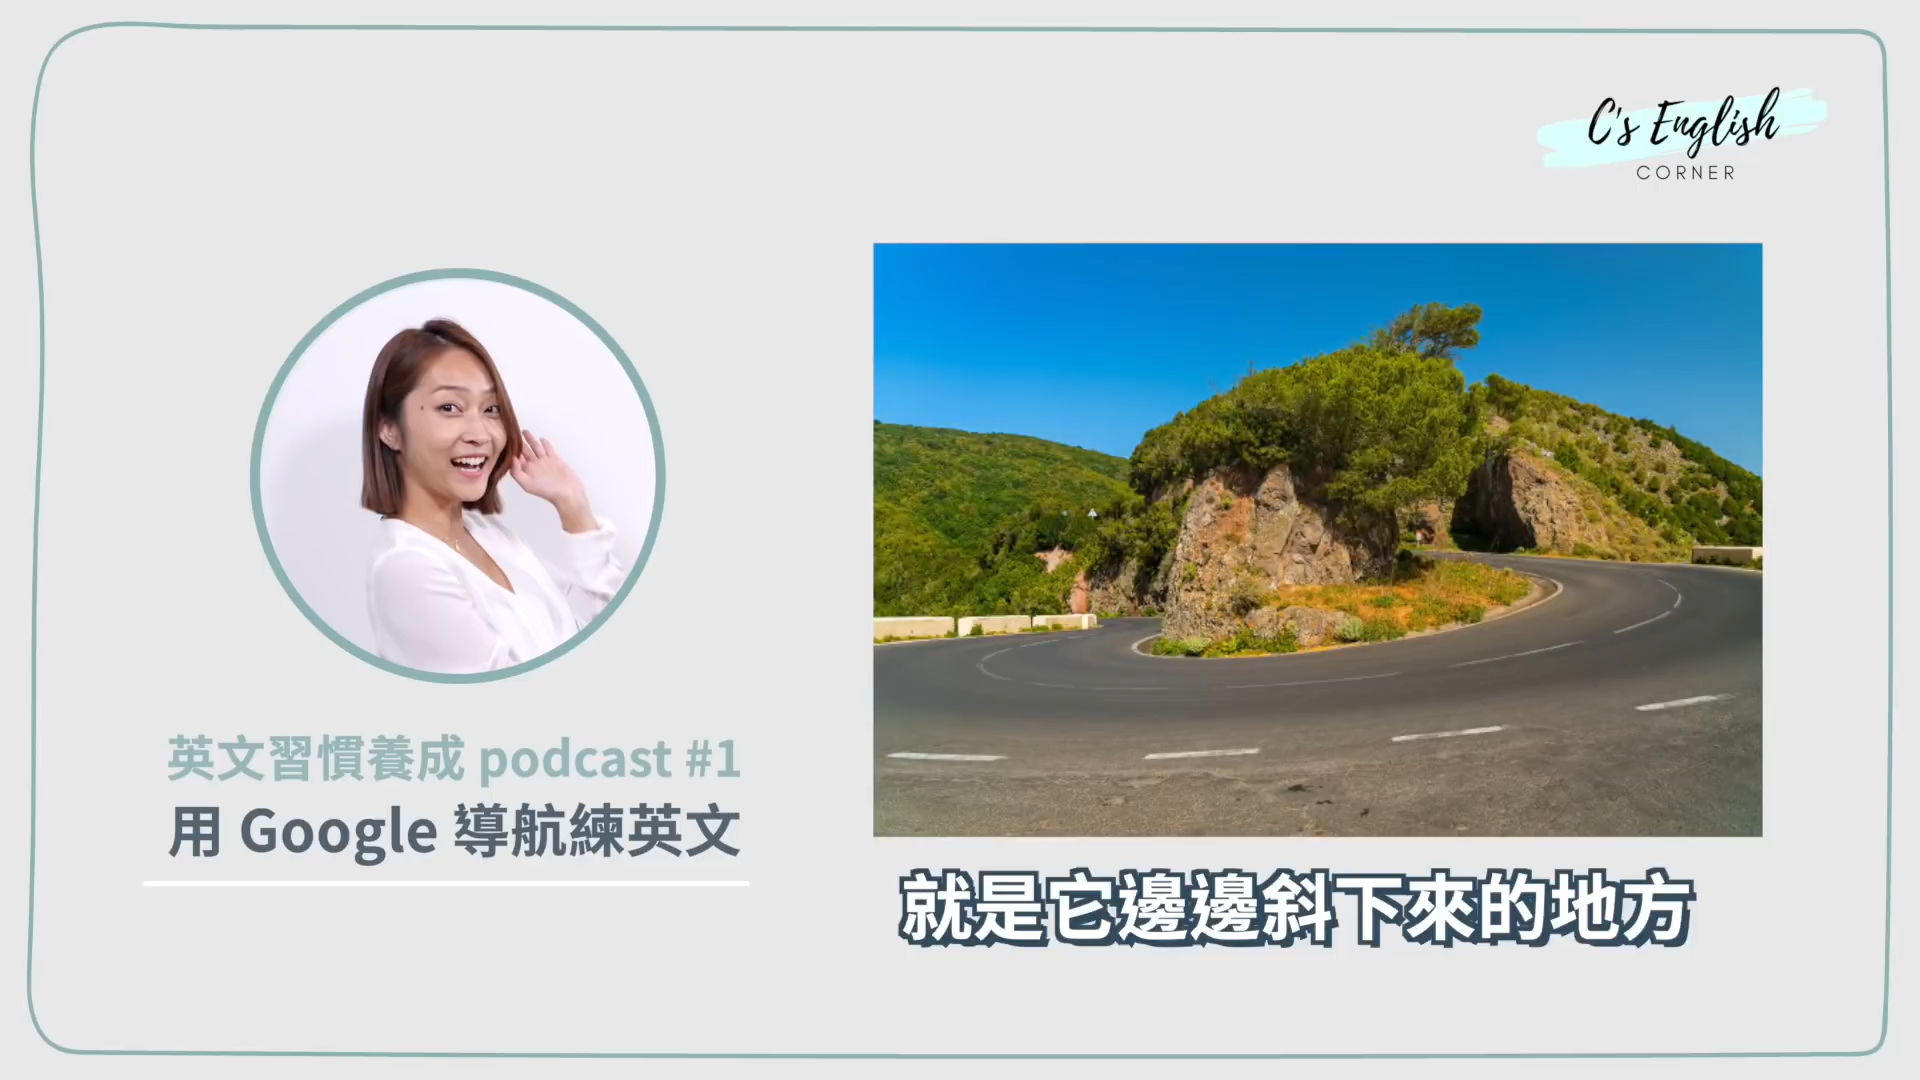 C's English
CORNER
英文習慣養成 podcast #1
用 Google 導航練英文
就是它邊邊斜下來的地方